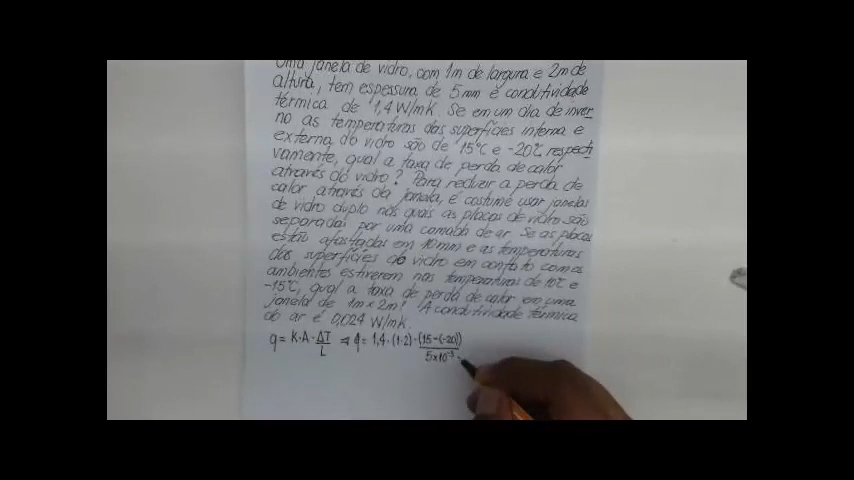 Uma janela de vidro, com 1m de largura e 2m de
altura, tem espessura de 5mm e condutividade
térmica de 1,4 W/mK. Se em um dia de inver
no as temperaturas das superfícies interna e
externa do vidro são de 15°C e -20°C, respecti
vamente, qual a taxa de perda de calor
através do vidro? Para reduzir a perda de
calor através da janela, é costume usar janelas
de vidro duplo nas quais as placas de vidro são
separadas por uma camada de ar. Se as placas
estão afastadas em 10mm e as temperaturas
das superfícies do vidro em contato com os
ambientes estiverem nas temperaturas de 10°C e
-15°C, qual a taxa de perda de calor em uma
janela de 1m x 2m? A condutividade térmica
do ar é 0,024 W/mK.
q = K·A·ΔT/L ⇒ q = 1,4·(1·2)·(15-(-20))/5x10⁻³